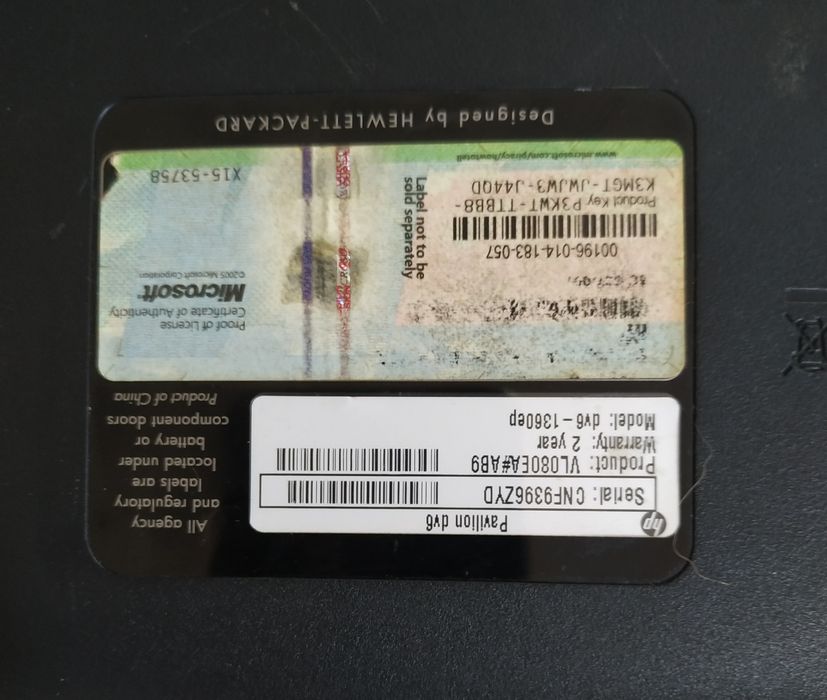 hp
Pavilion dv6
Serial: CNF9396ZYD
Product: VL080EA#AB9
Warranty: 2 year
Model: dv6-1360ep
All agency
and regulatory
labels are
located under
battery or
component doors
Product of China
00196-014-183-057
Product Key P3KWT-TTBB8-
K3MGT-JWJW3-J44QD
www.microsoft.com/piracy/howtotell
Label not to be
sold separately
Proof of License
Certificate of Authenticity
Microsoft®
©2005 Microsoft Corporation
X15-53758
Designed by HEWLETT-PACKARD